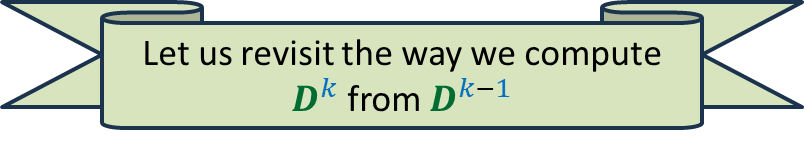 Let us revisit the way we compute
𝑫ᵏ from 𝑫ᵏ⁻¹